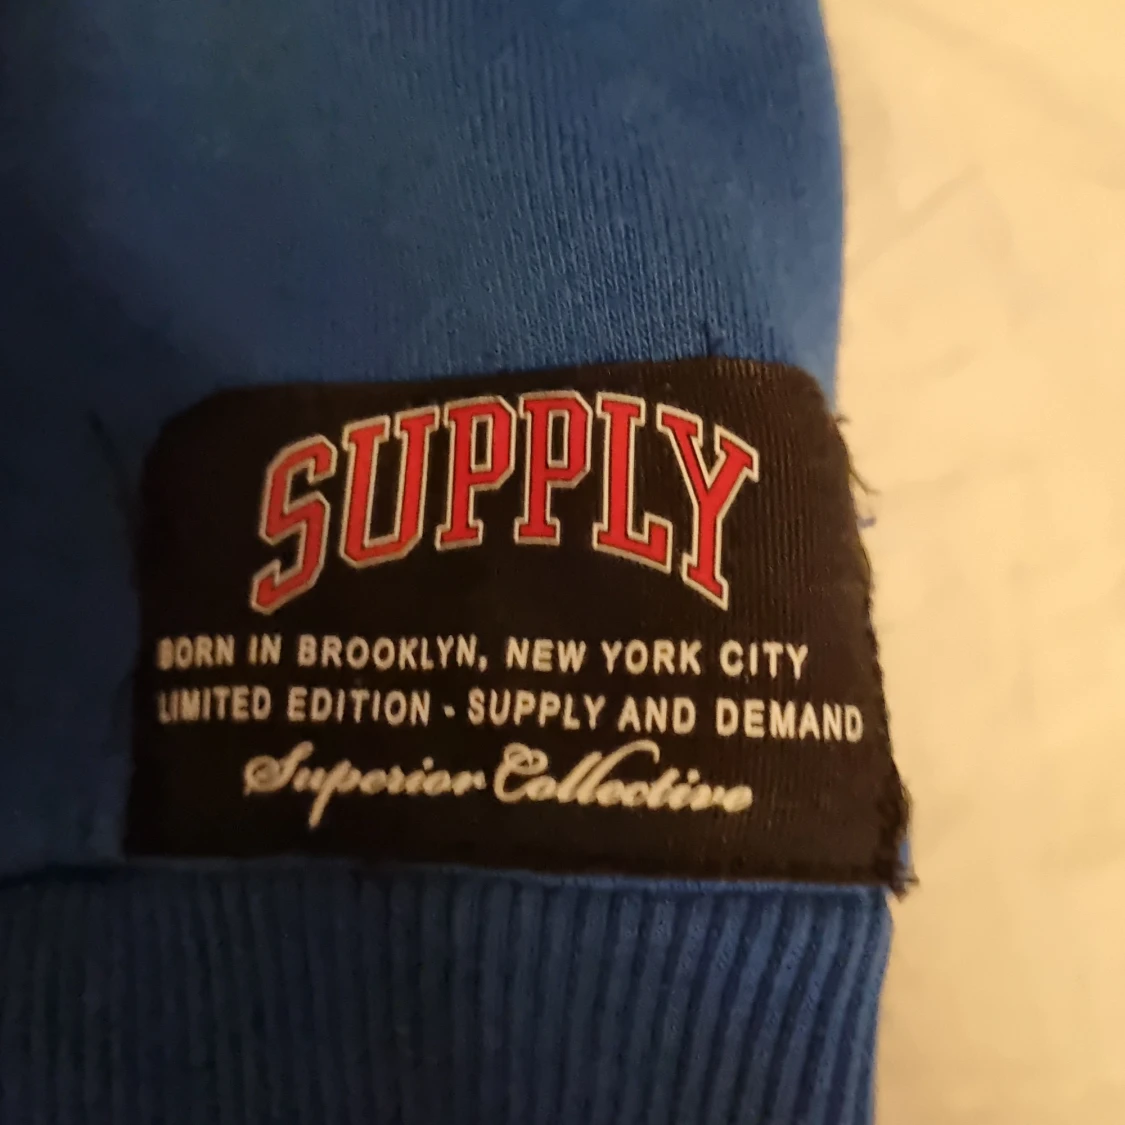 SUPPLY
BORN IN BROOKLYN, NEW YORK CITY
LIMITED EDITION - SUPPLY AND DEMAND
Superior Collective